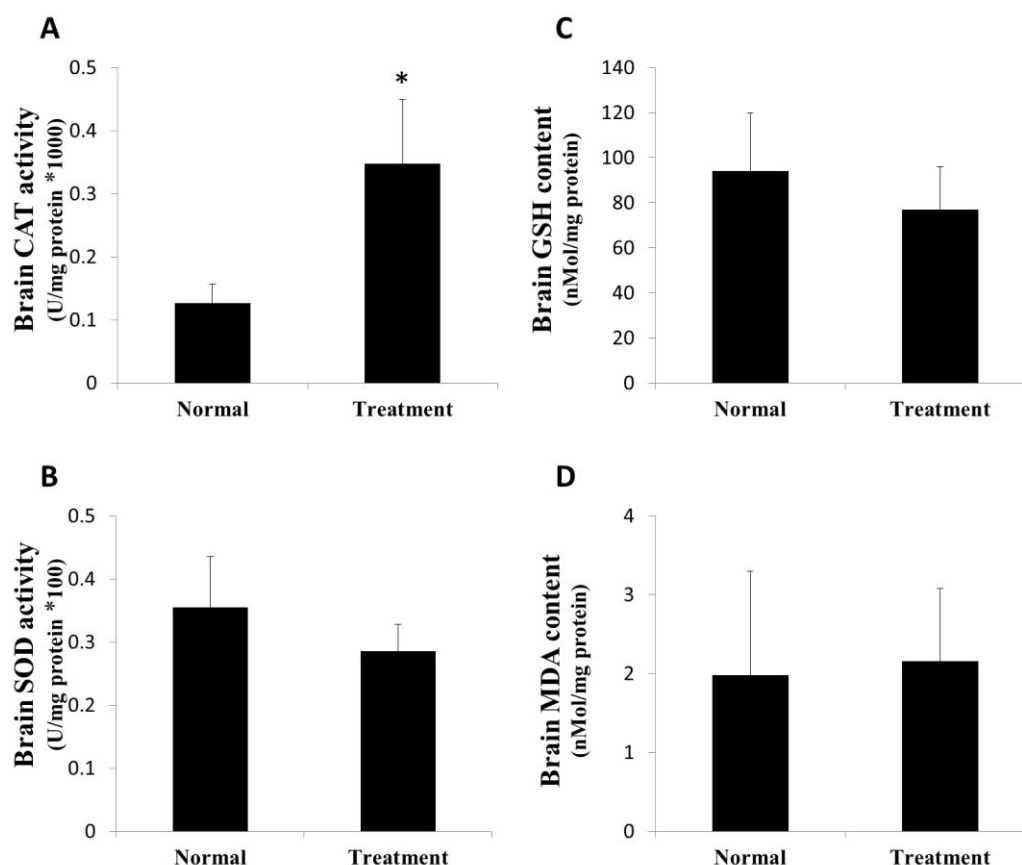 A
Brain CAT activity
(U/mg protein *1000)
0.5
0.4
0.3
0.2
0.1
0
*
Normal Treatment
C
Brain GSH content
(nMol/mg protein)
140
120
100
80
60
40
20
0
Normal Treatment
B
Brain SOD activity
(U/mg protein *100)
0.5
0.4
0.3
0.2
0.1
0
Normal Treatment
D
Brain MDA content
(nMol/mg protein)
4
3
2
1
0
Normal Treatment